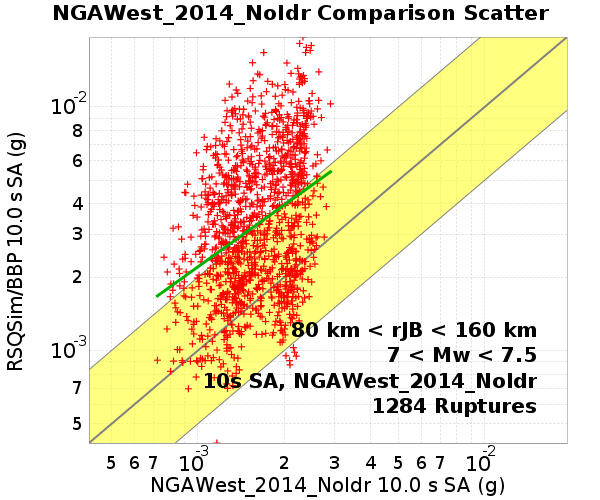 NGAWest_2014_NoIdr Comparison Scatter
RSQSim/BBP 10.0 s SA (g)
10-2
8
6
4
3
2
10-3
7
5
80 km < rJB < 160 km
7 < Mw < 7.5
10s SA, NGAWest_2014_NoIdr
1284 Ruptures
5 6 7 10-3 2 3 4 5 6 7 10-2
NGAWest_2014_NoIdr 10.0 s SA (g)